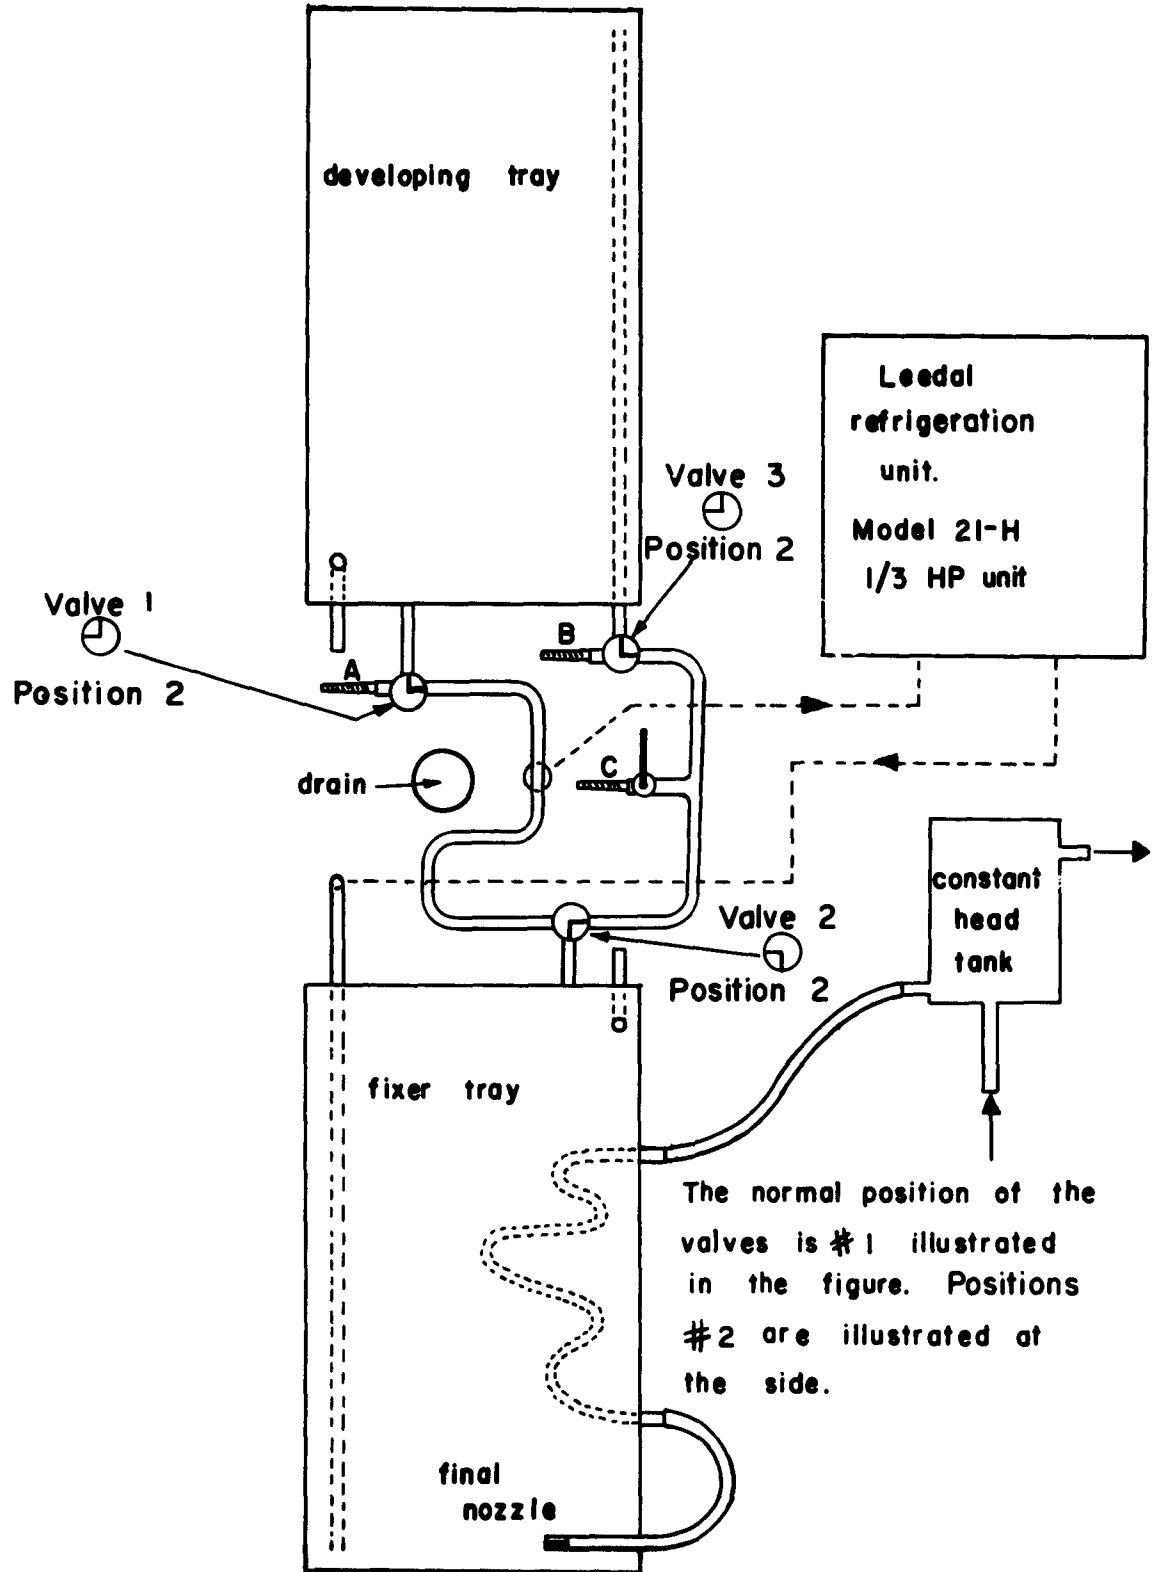 developing tray
Leedal
refrigeration
unit.
Model 21-H
1/3 HP unit
Valve 3
Position 2
Valve 1
Position 2
A
B
C
drain
constant
head
tank
Valve 2
Position 2
fixer tray
The normal position of the
valves is #1 illustrated
in the figure. Positions
#2 are illustrated at
the side.
final
nozzle